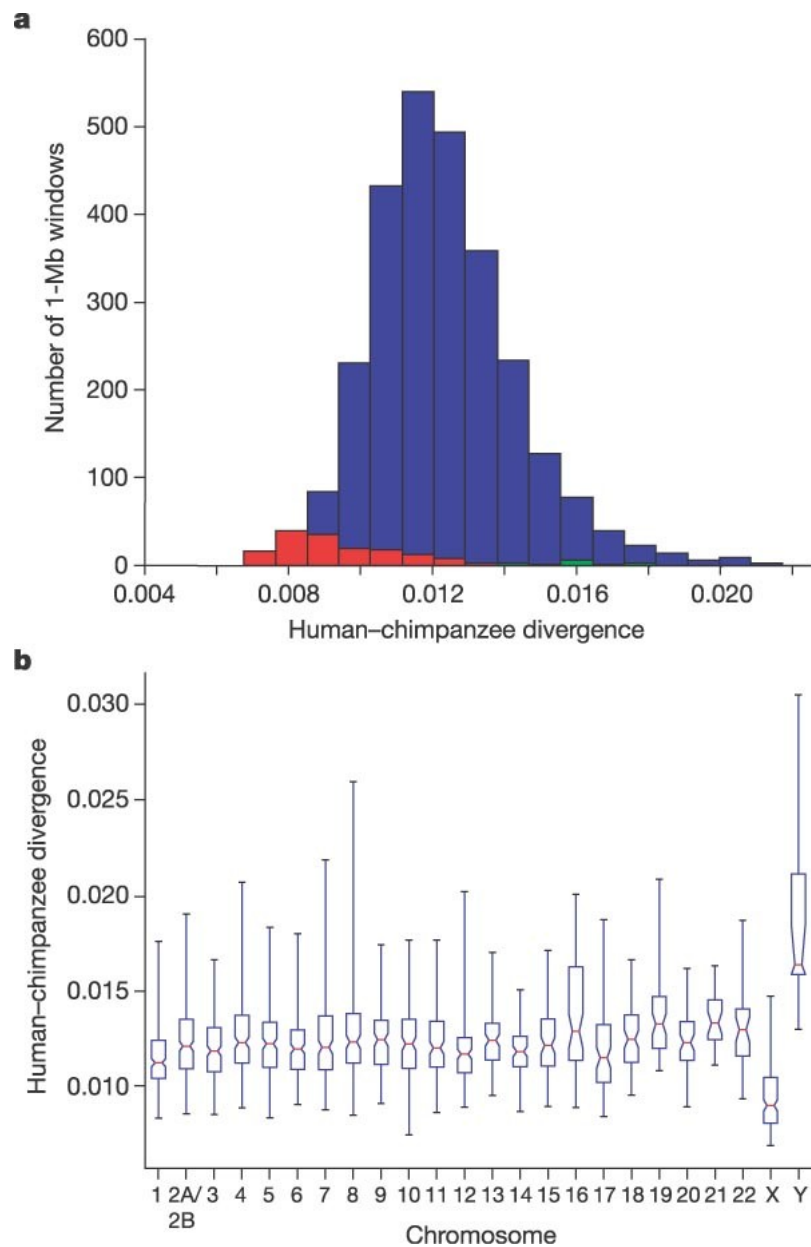 a
600
500
400
300
200
100
0
Number of 1-Mb windows
0.004 0.008 0.012 0.016 0.020
Human–chimpanzee divergence
b
0.030
0.025
0.020
0.015
0.010
Human–chimpanzee divergence
1 2A/ 3 4 5 6 7 8 9 10 11 12 13 14 15 16 17 18 19 20 21 22 X Y
2B
Chromosome